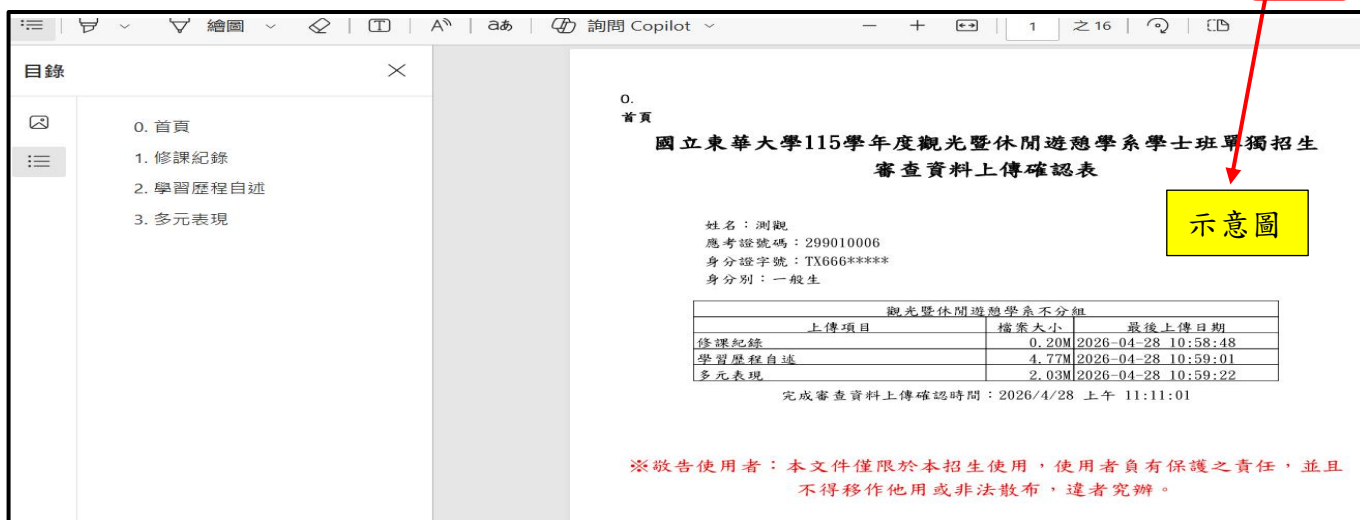 繪圖 T A» aあ 詢問 Copilot 1 之 16
目錄
0. 首頁
1. 修課紀錄
2. 學習歷程自述
3. 多元表現
0.
首頁
國立東華大學115學年度觀光暨休閒遊憩學系學士班單獨招生
審查資料上傳確認表
示意圖
姓名：測觀
應考證號碼：299010006
身分證字號：TX666*****
身分別：一般生
觀光暨休閒遊憩學系不分組
上傳項目 檔案大小 最後上傳日期
修課紀錄 0.20M 2026-04-28 10:58:48
學習歷程自述 4.77M 2026-04-28 10:59:01
多元表現 2.03M 2026-04-28 10:59:22
完成審查資料上傳確認時間：2026/4/28 上午 11:11:01
※敬告使用者：本文件僅限於本招生使用，使用者負有保護之責任，並且
不得移作他用或非法散布，違者究辦。